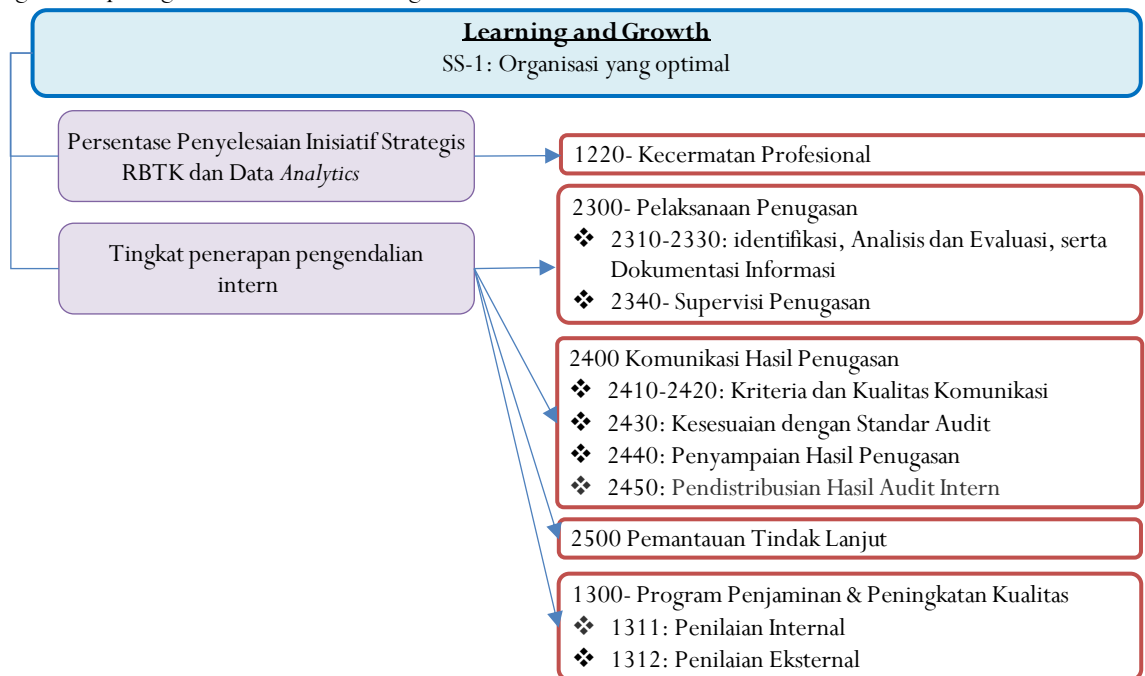 Learning and Growth
SS-1: Organisasi yang optimal
Persentase Penyelesaian Inisiatif Strategis
RBTK dan Data Analytics
Tingkat penerapan pengendalian
intern
1220- Kecermatan Profesional
2300- Pelaksanaan Penugasan
❖ 2310-2330: identifikasi, Analisis dan Evaluasi, serta
Dokumentasi Informasi
❖ 2340- Supervisi Penugasan
2400 Komunikasi Hasil Penugasan
❖ 2410-2420: Kriteria dan Kualitas Komunikasi
❖ 2430: Kesesuaian dengan Standar Audit
❖ 2440: Penyampaian Hasil Penugasan
❖ 2450: Pendistribusian Hasil Audit Intern
2500 Pemantauan Tindak Lanjut
1300- Program Penjaminan & Peningkatan Kualitas
❖ 1311: Penilaian Internal
❖ 1312: Penilaian Eksternal